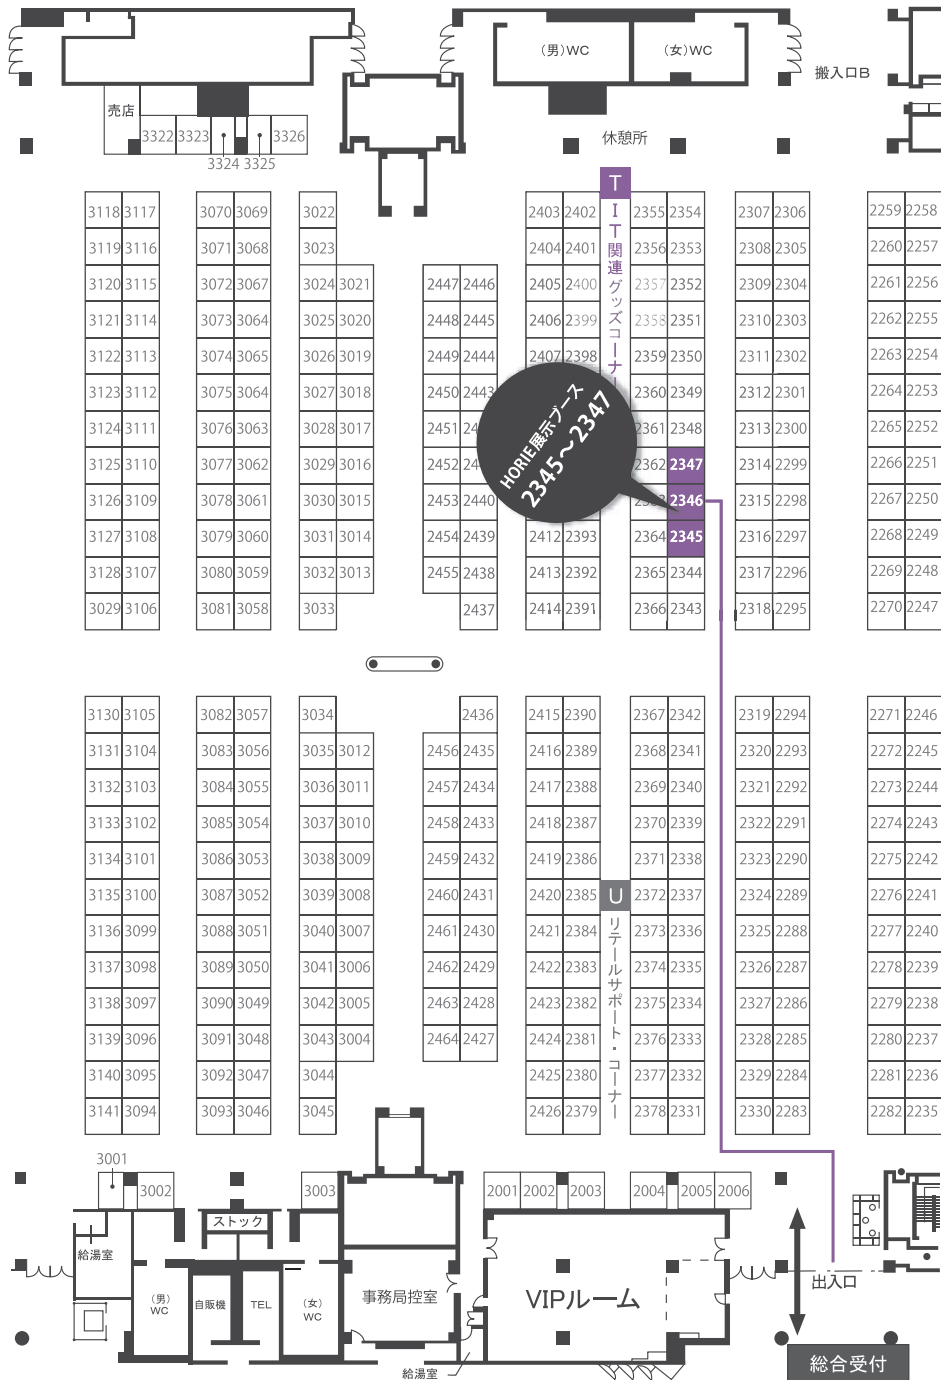 (男)WC
(女)WC
搬入口B
売店
休憩所
3322 3323 3326
3324 3325
T
IT関連グッズコーナー
3118 3117 3070 3069 3022 2403 2402 2355 2354 2307 2306 2259 2258
3119 3116 3071 3068 3023 2404 2401 2356 2353 2308 2305 2260 2257
3120 3115 3072 3067 3024 3021 2447 2446 2405 2400 2357 2352 2309 2304 2261 2256
3121 3114 3073 3064 3025 3020 2448 2445 2406 2399 2358 2351 2310 2303 2262 2255
3122 3113 3074 3065 3026 3019 2449 2444 2407 2398 2359 2350 2311 2302 2263 2254
3123 3112 3075 3064 3027 3018 2450 2443 2360 2349 2312 2301 2264 2253
3124 3111 3076 3063 3028 3017 2451 2361 2348 2313 2300 2265 2252
3125 3110 3077 3062 3029 3016 2452 2362 2347 2314 2299 2266 2251
3126 3109 3078 3061 3030 3015 2453 2440 2346 2315 2298 2267 2250
3127 3108 3079 3060 3031 3014 2454 2439 2412 2393 2364 2345 2316 2297 2268 2249
3128 3107 3080 3059 3032 3013 2455 2438 2413 2392 2365 2344 2317 2296 2269 2248
3029 3106 3081 3058 3033 2437 2414 2391 2366 2343 2318 2295 2270 2247
HORIE展示ブース
2345〜2347
3130 3105 3082 3057 3034 2436 2415 2390 2367 2342 2319 2294 2271 2246
3131 3104 3083 3056 3035 3012 2456 2435 2416 2389 2368 2341 2320 2293 2272 2245
3132 3103 3084 3055 3036 3011 2457 2434 2417 2388 2369 2340 2321 2292 2273 2244
3133 3102 3085 3054 3037 3010 2458 2433 2418 2387 2370 2339 2322 2291 2274 2243
3134 3101 3086 3053 3038 3009 2459 2432 2419 2386 2371 2338 2323 2290 2275 2242
3135 3100 3087 3052 3039 3008 2460 2431 2420 2385 2372 2337 2324 2289 2276 2241
3136 3099 3088 3051 3040 3007 2461 2430 2421 2384 2373 2336 2325 2288 2277 2240
3137 3098 3089 3050 3041 3006 2462 2429 2422 2383 2374 2335 2326 2287 2278 2239
3138 3097 3090 3049 3042 3005 2463 2428 2423 2382 2375 2334 2327 2286 2279 2238
3139 3096 3091 3048 3043 3004 2464 2427 2424 2381 2376 2333 2328 2285 2280 2237
3140 3095 3092 3047 3044 2425 2380 2377 2332 2329 2284 2281 2236
3141 3094 3093 3046 3045 2426 2379 2378 2331 2330 2283 2282 2235
U
リテールサポート・コーナー
3001
3002 3003 2001 2002 2003 2004 2005 2006
ストック
給湯室
(男)
WC
自販機
TEL
(女)
WC
事務局控室
VIPルーム
出入口
給湯室
総合受付